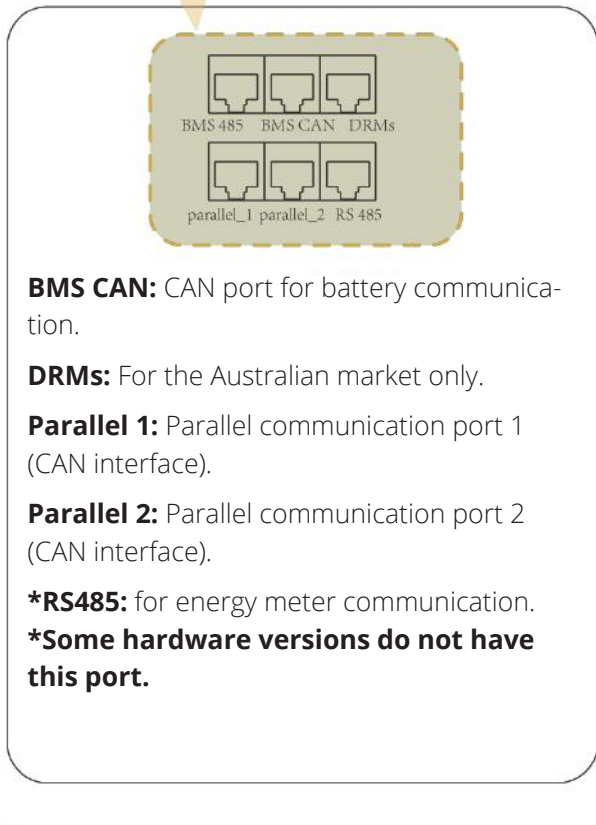 BMS 485 BMS CAN DRMs
parallel_1 parallel_2 RS 485
BMS CAN: CAN port for battery communica-
tion.
DRMs: For the Australian market only.
Parallel 1: Parallel communication port 1
(CAN interface).
Parallel 2: Parallel communication port 2
(CAN interface).
*RS485: for energy meter communication.
*Some hardware versions do not have
this port.